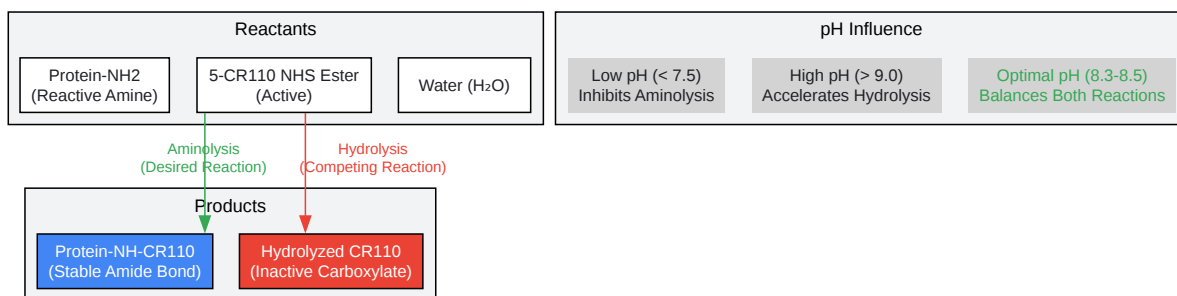 Reactants
Protein-NH2
(Reactive Amine)
5-CR110 NHS Ester
(Active)
Water (H₂O)
pH Influence
Low pH (< 7.5)
Inhibits Aminolysis
High pH (> 9.0)
Accelerates Hydrolysis
Optimal pH (8.3-8.5)
Balances Both Reactions
Aminolysis
(Desired Reaction)
Hydrolysis
(Competing Reaction)
Products
Protein-NH-CR110
(Stable Amide Bond)
Hydrolyzed CR110
(Inactive Carboxylate)